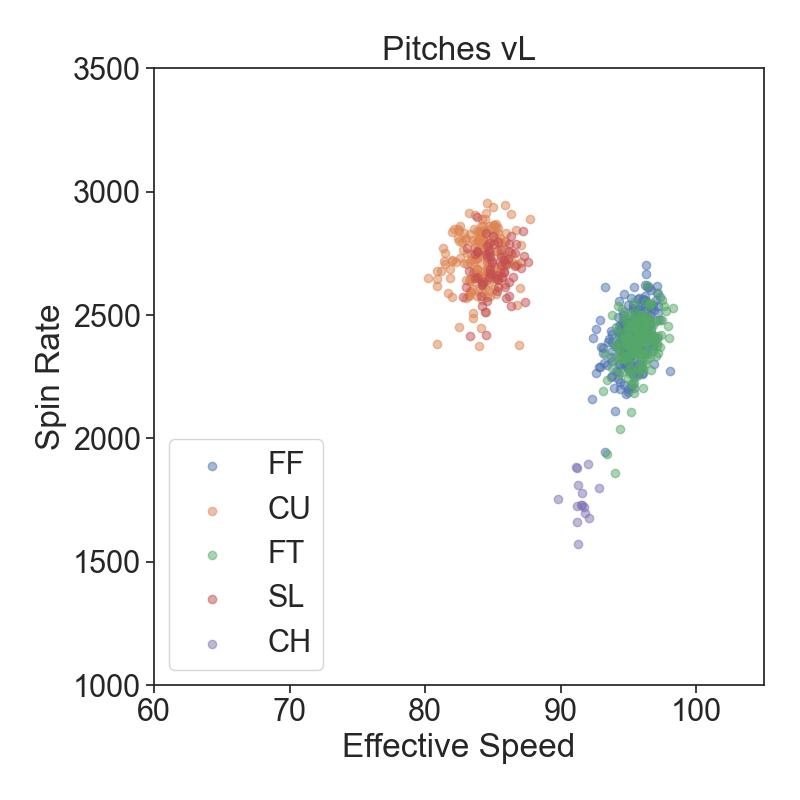 Pitches vL
3500
3000
2500
2000
1500
1000
Spin Rate
FF
CU
FT
SL
CH
60 70 80 90 100
Effective Speed